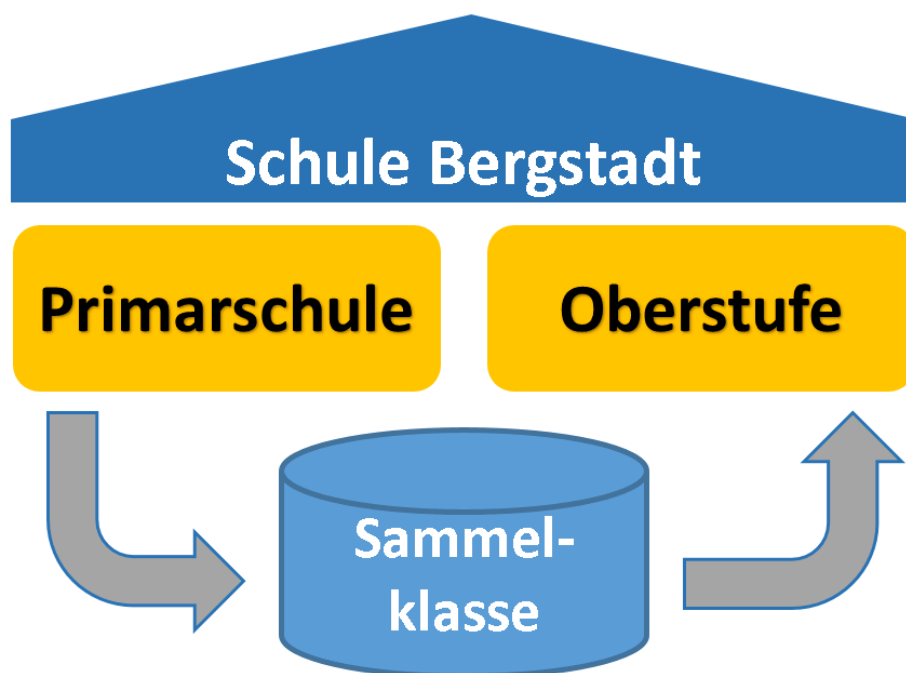 Schule Bergstadt
Primarschule
Oberstufe
Sammel-
klasse